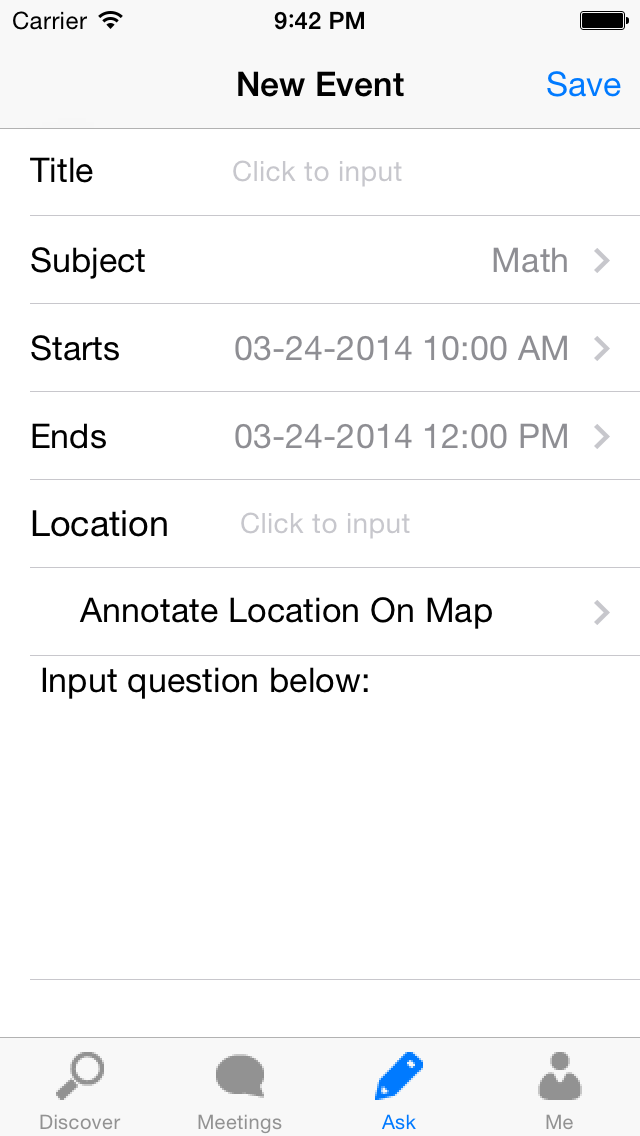 Carrier 9:42 PM
New Event Save
Title Click to input
Subject Math
Starts 03-24-2014 10:00 AM
Ends 03-24-2014 12:00 PM
Location Click to input
Annotate Location On Map
Input question below:
Discover Meetings Ask Me